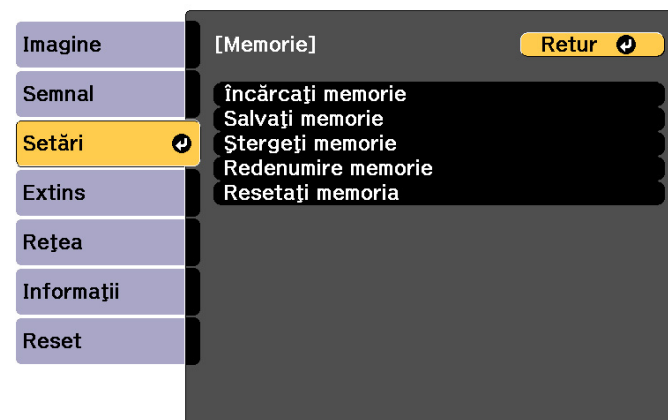 Imagine
Semnal
Setări
Extins
Reţea
Informaţii
Reset
[Memorie]
Retur
Încărcaţi memorie
Salvaţi memorie
Ştergeţi memorie
Redenumire memorie
Resetaţi memoria